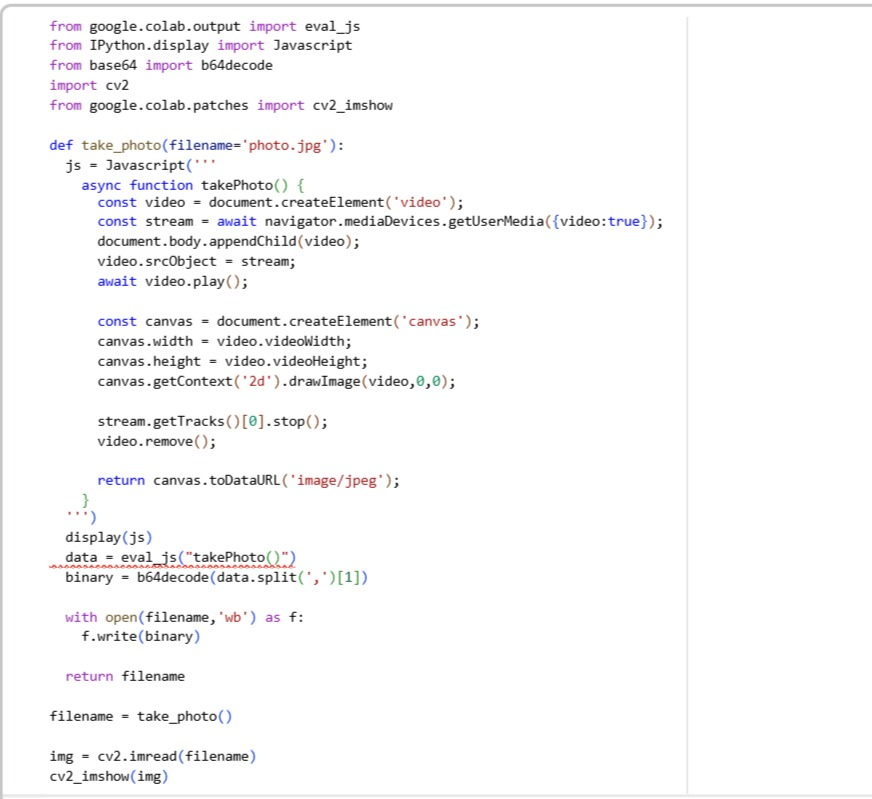 from google.colab.output import eval_js
from IPython.display import Javascript
from base64 import b64decode
import cv2
from google.colab.patches import cv2_imshow

def take_photo(filename='photo.jpg'):
  js = Javascript('''
    async function takePhoto() {
      const video = document.createElement('video');
      const stream = await navigator.mediaDevices.getUserMedia({video:true});
      document.body.appendChild(video);
      video.srcObject = stream;
      await video.play();

      const canvas = document.createElement('canvas');
      canvas.width = video.videoWidth;
      canvas.height = video.videoHeight;
      canvas.getContext('2d').drawImage(video,0,0);

      stream.getTracks()[0].stop();
      video.remove();

      return canvas.toDataURL('image/jpeg');
    }
  ''')
  display(js)
  data = eval_js("takePhoto()")
  binary = b64decode(data.split(',')[1])

  with open(filename,'wb') as f:
    f.write(binary)

  return filename

filename = take_photo()

img = cv2.imread(filename)
cv2_imshow(img)